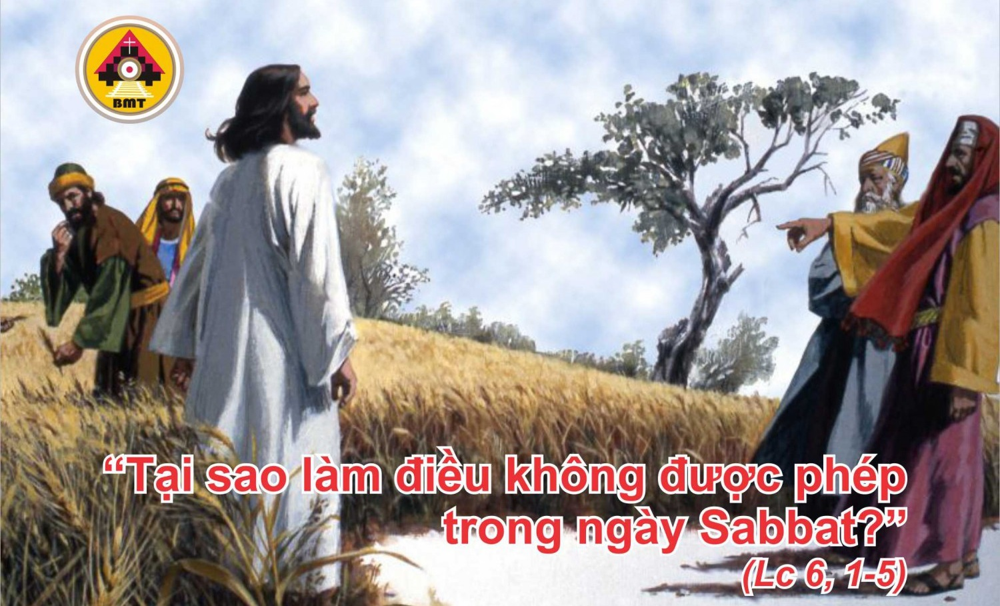 BMT
“Tại sao làm điều không được phép
trong ngày Sabbat?”
(Lc 6, 1-5)